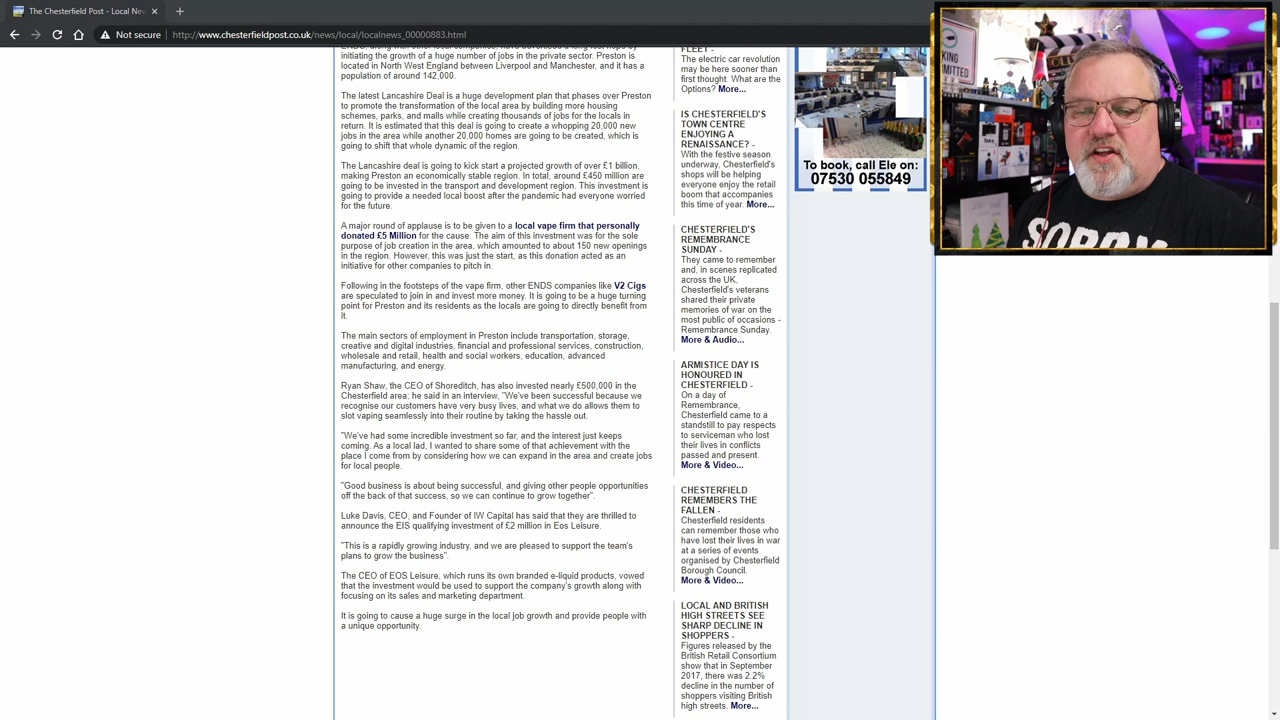 The Chesterfield Post - Local Ne
Not secure
http://www.chesterfieldpost.co.uk/news/local/localnews_00000883.html
growth of a huge number of jobs in the private sector. Preston is
located in North West England between Liverpool and Manchester, and it has a
population of around 142,000.
The latest Lancashire Deal is a huge development plan that phases over Preston
to promote the transformation of the local area by building more housing
schemes, parks, and malls while creating thousands of jobs for the locals in
return. It is estimated that this deal is going to create a whopping 20,000 new
jobs in the area while another 20,000 homes are going to be created, which is
going to shift that whole dynamic of the region.
The Lancashire deal is going to kick start a projected growth of over £1 billion,
making Preston an economically stable region. In total, around £450 million are
going to be invested in the transport and development region. This investment is
going to provide a needed local boost after the pandemic had everyone worried
for the future.
A major round of applause is to be given to a local vape firm that personally
donated £5 Million for the cause. The aim of this investment was for the sole
purpose of job creation in the area, which amounted to about 150 new openings
in the region. However, this was just the start, as this donation acted as an
initiative for other companies to pitch in.
Following in the footsteps of the vape firm, other ENDS companies like V2 Cigs
are speculated to join in and invest more money. It is going to be a huge turning
point for Preston and its residents as the locals are going to directly benefit from
it.
The main sectors of employment in Preston include transportation, storage,
creative and digital industries, financial and professional services, construction,
wholesale and retail, health and social workers, education, advanced
manufacturing, and energy.
Ryan Shaw, the CEO of Shoreditch, has also invested nearly £500,000 in the
Chesterfield area; he said in an interview, "We've been successful because we
recognise our customers have very busy lives, and what we do allows them to
slot vaping seamlessly into their routine by taking the hassle out.
"We've had some incredible investment so far, and the interest just keeps
coming. As a local lad, I wanted to share some of that achievement with the
place I come from by considering how we can expand in the area and create jobs
for local people.
"Good business is about being successful, and giving other people opportunities
off the back of that success, so we can continue to grow together".
Luke Davis, CEO, and Founder of IW Capital has said that they are thrilled to
announce the EIS qualifying investment of £2 million in Eos Leisure.
"This is a rapidly growing industry, and we are pleased to support the team's
plans to grow the business".
The CEO of EOS Leisure, which runs its own branded e-liquid products, vowed
that the investment would be used to support the company's growth along with
focusing on its sales and marketing department.
It is going to cause a huge surge in the local job growth and provide people with
a unique opportunity.
FLEET -
The electric car revolution
may be here sooner than
first thought. What are the
Options? More...
IS CHESTERFIELD'S
TOWN CENTRE
ENJOYING A
RENAISSANCE? -
With the festive season
underway, Chesterfield's
shops will be helping
everyone enjoy the retail
boom that accompanies
this time of year. More...
CHESTERFIELD'S
REMEMBRANCE
SUNDAY -
They came to remember
and, in scenes replicated
across the UK,
Chesterfield's veterans
shared their private
memories of war on the
most public of occasions -
Remembrance Sunday.
More & Audio...
ARMISTICE DAY IS
HONOURED IN
CHESTERFIELD -
On a day of
Remembrance,
Chesterfield came to a
standstill to pay respects
to serviceman who lost
their lives in conflicts
passed and present.
More & Video...
CHESTERFIELD
REMEMBERS THE
FALLEN -
Chesterfield residents
can remember those who
have lost their lives in war
at a series of events
organised by Chesterfield
Borough Council.
More & Video...
LOCAL AND BRITISH
HIGH STREETS SEE
SHARP DECLINE IN
SHOPPERS -
Figures released by the
British Retail Consortium
show that in September
2017, there was 2.2%
decline in the number of
shoppers visiting British
high streets. More...
To book, call Ele on:
07530 055849